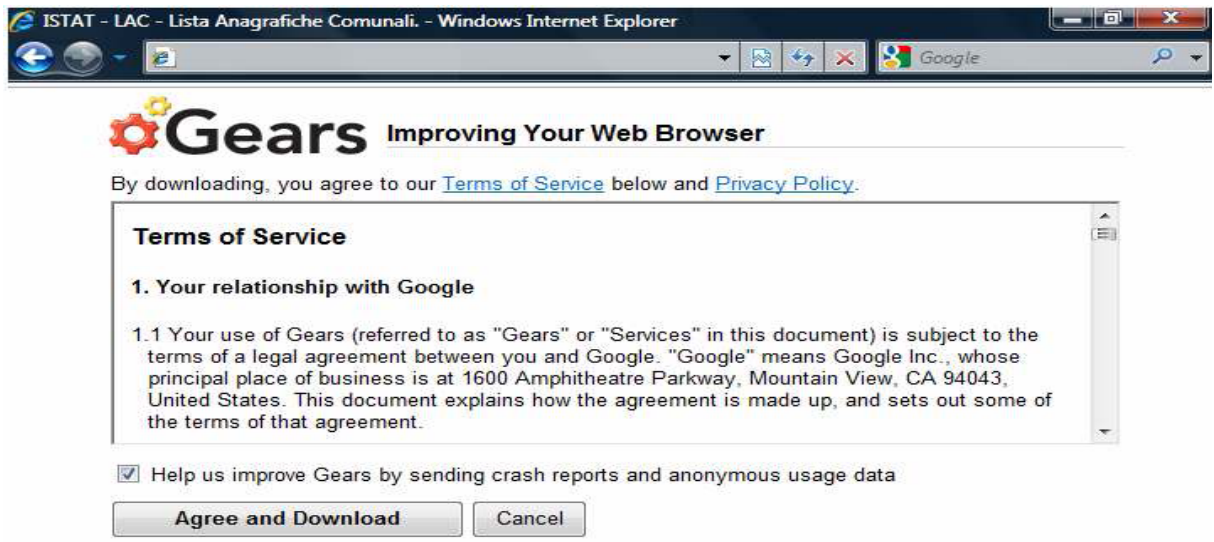 ISTAT - LAC - Lista Anagrafiche Comunali. - Windows Internet Explorer
Google
Gears Improving Your Web Browser
By downloading, you agree to our Terms of Service below and Privacy Policy.
Terms of Service
1. Your relationship with Google
1.1 Your use of Gears (referred to as "Gears" or "Services" in this document) is subject to the
terms of a legal agreement between you and Google. "Google" means Google Inc., whose
principal place of business is at 1600 Amphitheatre Parkway, Mountain View, CA 94043,
United States. This document explains how the agreement is made up, and sets out some of
the terms of that agreement.
Help us improve Gears by sending crash reports and anonymous usage data
Agree and Download
Cancel